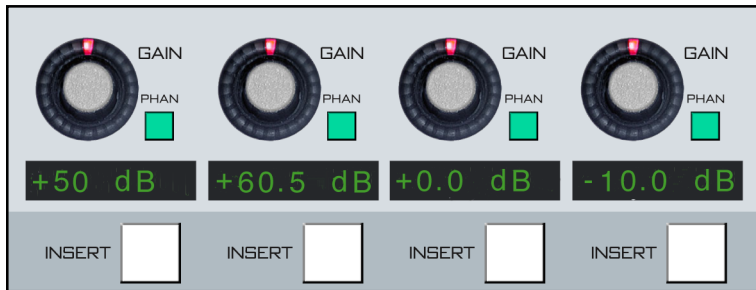 GAIN GAIN GAIN GAIN
PHAN PHAN PHAN PHAN
+50 dB +60.5 dB +0.0 dB -10.0 dB
INSERT INSERT INSERT INSERT